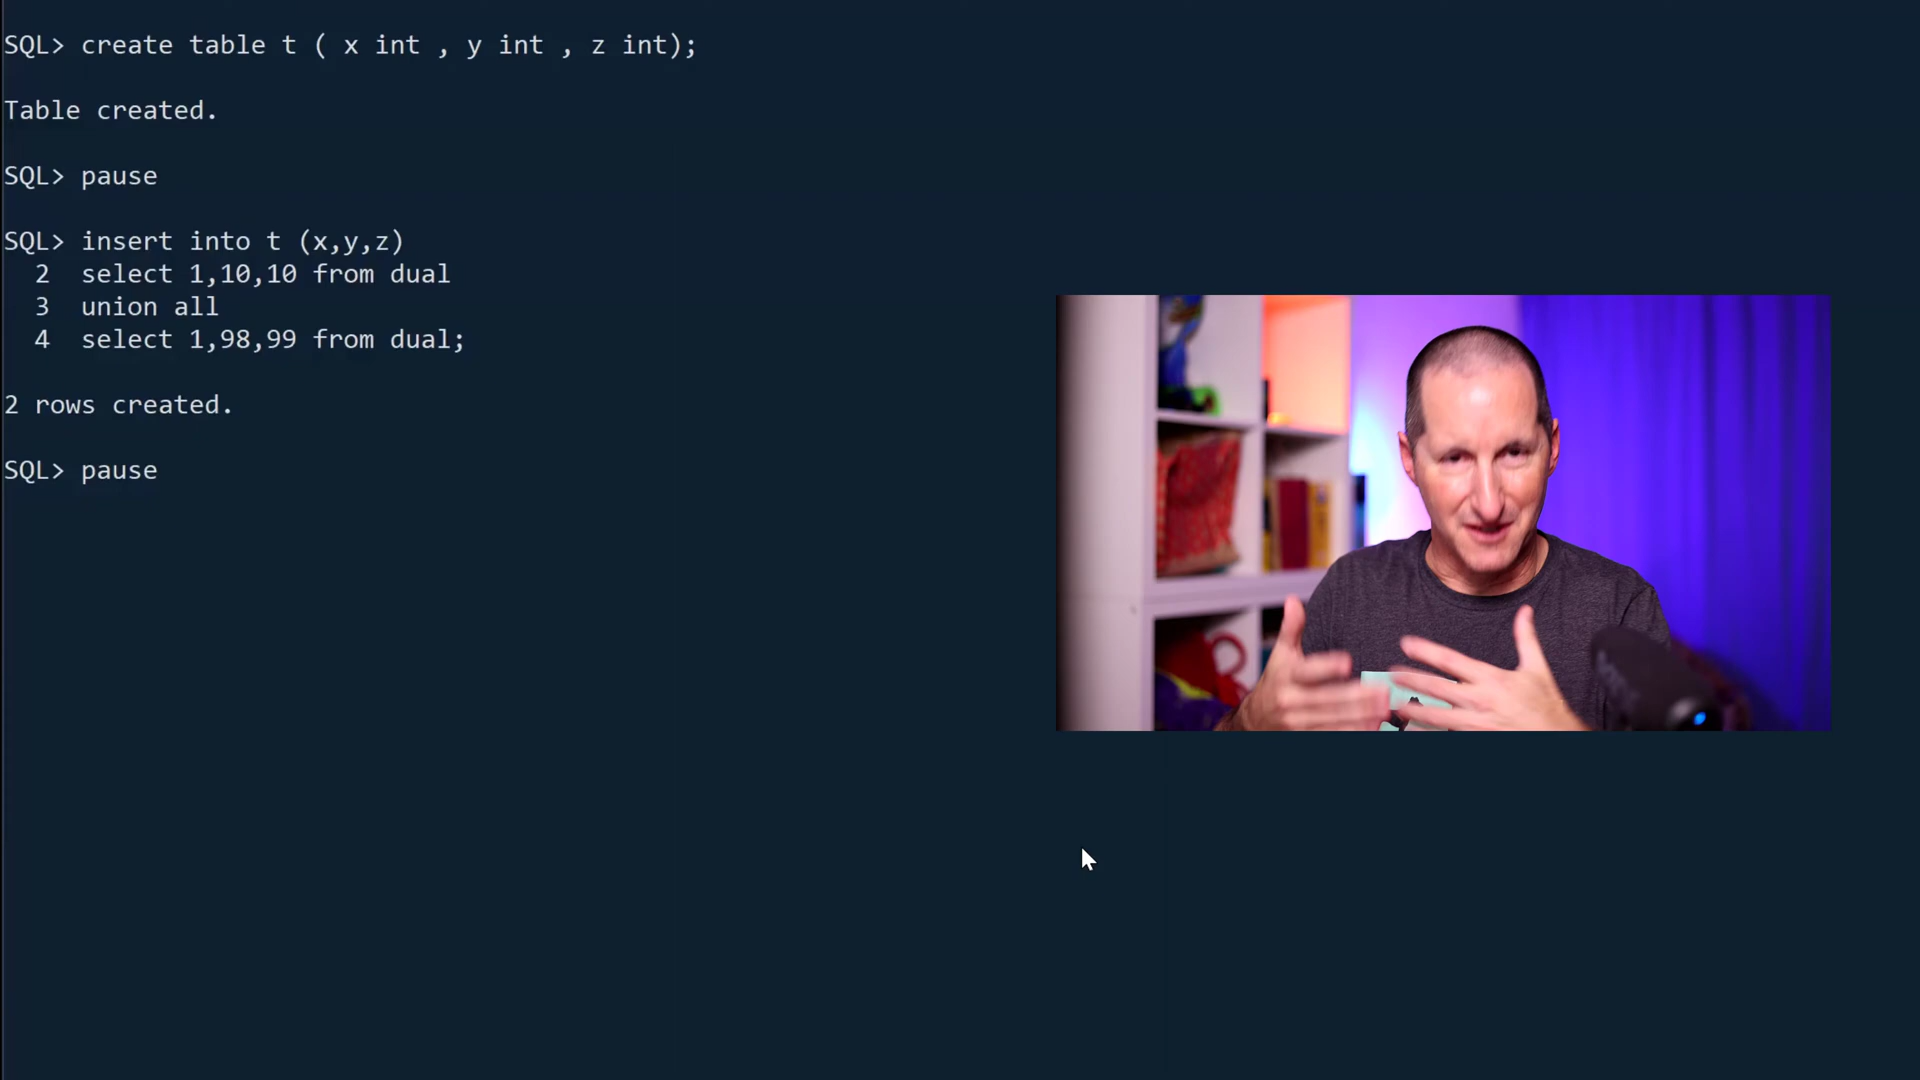 SQL> create table t ( x int , y int , z int);
Table created.
SQL> pause
SQL> insert into t (x,y,z)
2 select 1,10,10 from dual
3 union all
4 select 1,98,99 from dual;
2 rows created.
SQL> pause